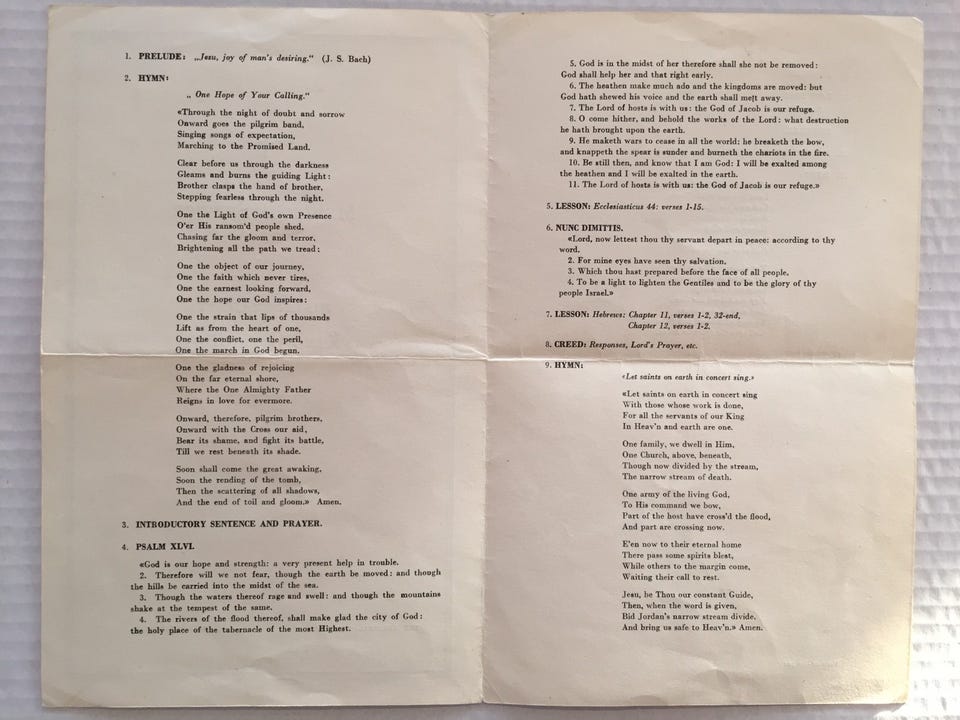 1. PRELUDE: „Jesu, joy of man's desiring." (J. S. Bach)
2. HYMN:
„ One Hope of Your Calling."
«Through the night of doubt and sorrow
Onward goes the pilgrim band,
Singing songs of expectation,
Marching to the Promised Land.
Clear before us through the darkness
Gleams and burns the guiding Light:
Brother clasps the hand of brother,
Stepping fearless through the night.
One the Light of God's own Presence
O'er His ransom'd people shed,
Chasing far the gloom and terror,
Brightening all the path we tread:
One the object of our journey,
One the faith which never tires,
One the earnest looking forward,
One the hope our God inspires:
One the strain that lips of thousands
Lift as from the heart of one,
One the conflict, one the peril,
One the march in God begun.
One the gladness of rejoicing
On the far eternal shore,
Where the One Almighty Father
Reigns in love for evermore.
Onward, therefore, pilgrim brothers,
Onward with the Cross our aid,
Bear its shame, and fight its battle,
Till we rest beneath its shade.
Soon shall come the great awaking,
Soon the rending of the tomb,
Then the scattering of all shadows,
And the end of toil and gloom.» Amen.
3. INTRODUCTORY SENTENCE AND PRAYER.
4. PSALM XLVI.
«God is our hope and strength: a very present help in trouble.
2. Therefore will we not fear, though the earth be moved: and though
the hills be carried into the midst of the sea.
3. Though the waters thereof rage and swell: and though the mountains
shake at the tempest of the same.
4. The rivers of the flood thereof, shall make glad the city of God:
the holy place of the tabernacle of the most Highest.
5. God is in the midst of her therefore shall she not be removed:
God shall help her and that right early.
6. The heathen make much ado and the kingdoms are moved: but
God hath shewed his voice and the earth shall melt away.
7. The Lord of hosts is with us: the God of Jacob is our refuge.
8. O come hither, and behold the works of the Lord: what destruction
he hath brought upon the earth.
9. He maketh wars to cease in all the world: he breaketh the bow,
and knappeth the spear is sunder and burneth the chariots in the fire.
10. Be still then, and know that I am God: I will be exalted among
the heathen and I will be exalted in the earth.
11. The Lord of hosts is with us: the God of Jacob is our refuge.»
5. LESSON: Ecclesiasticus 44: verses 1-15.
6. NUNC DIMITTIS.
«Lord, now lettest thou thy servant depart in peace: according to thy
word.
2. For mine eyes have seen thy salvation.
3. Which thou hast prepared before the face of all people,
4. To be a light to lighten the Gentiles and to be the glory of thy
people Israel.»
7. LESSON: Hebrews: Chapter 11, verses 1-2, 32-end.
Chapter 12, verses 1-2.
8. CREED: Responses, Lord's Prayer, etc.
9. HYMN:
«Let saints on earth in concert sing.»
«Let saints on earth in concert sing
With those whose work is done,
For all the servants of our King
In Heav'n and earth are one.
One family, we dwell in Him,
One Church, above, beneath,
Though now divided by the stream,
The narrow stream of death.
One army of the living God,
To His command we bow,
Part of the host have cross'd the flood,
And part are crossing now.
E'en now to their eternal home
There pass some spirits blest,
While others to the margin come,
Waiting their call to rest.
Jesu, be Thou our constant Guide,
Then, when the word is given,
Bid Jordan's narrow stream divide,
And bring us safe to Heav'n.» Amen.